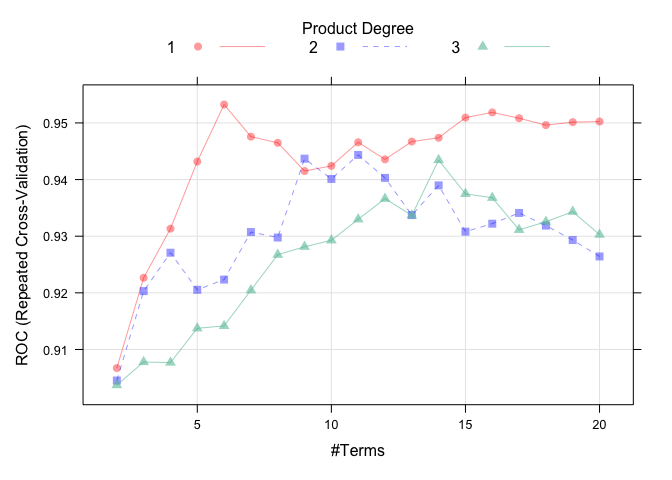 Product Degree
1 2 3
ROC (Repeated Cross-Validation)
0.95
0.94
0.93
0.92
0.91
5 10 15 20
#Terms